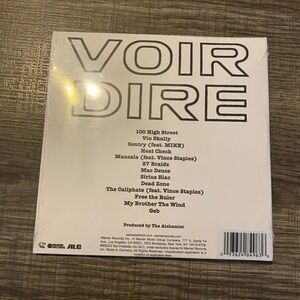 VOIR
DIRE
100 High Street
Vin Skully
Sentry (feat. MIKE)
Heat Check
Mancala (feat. Vince Staples)
27 Braids
Mac Deuce
Sirius Blac
Dead Zone
The Caliphate (feat. Vince Staples)
Free the Ruler
My Brother The Wind
Geb
Produced by The Alchemist
ALC